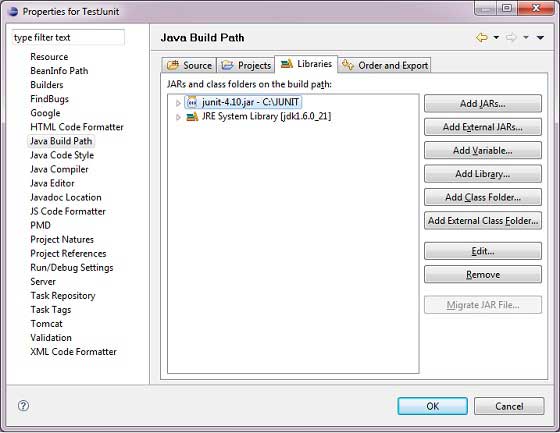 Properties for TestJunit
type filter text
Resource
BeanInfo Path
Builders
FindBugs
Google
HTML Code Formatter
Java Build Path
Java Code Style
Java Compiler
Java Editor
Javadoc Location
JS Code Formatter
PMD
Project Natures
Project References
Run/Debug Settings
Server
Task Repository
Task Tags
Tomcat
Validation
XML Code Formatter
Java Build Path
Source Projects Libraries Order and Export
JARs and class folders on the build path:
junit-4.10.jar - C:\JUNIT
JRE System Library [jdk1.6.0_21]
Add JARs...
Add External JARs...
Add Variable...
Add Library...
Add Class Folder...
Add External Class Folder...
Edit...
Remove
Migrate JAR File...
OK Cancel